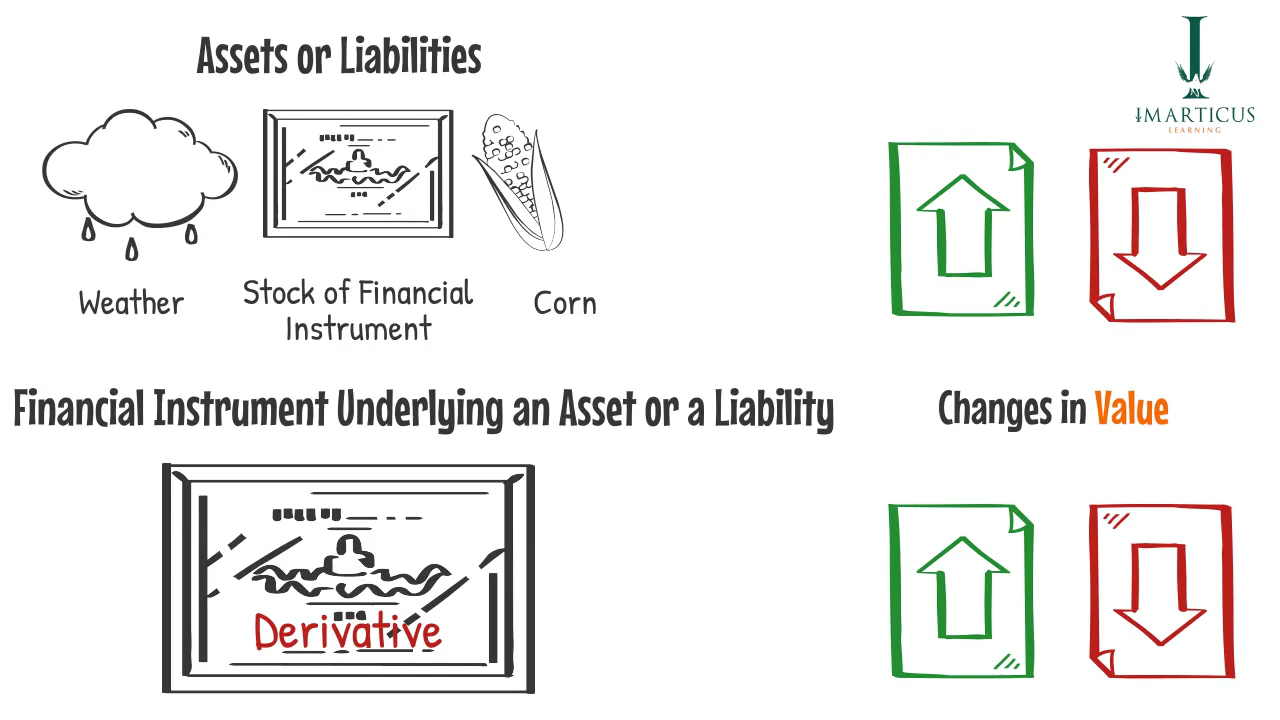 Assets or Liabilities
IMARTICUS
LEARNING
Weather
Stock of Financial
Instrument
Corn
Financial Instrument Underlying an Asset or a Liability
Changes in Value
Derivative